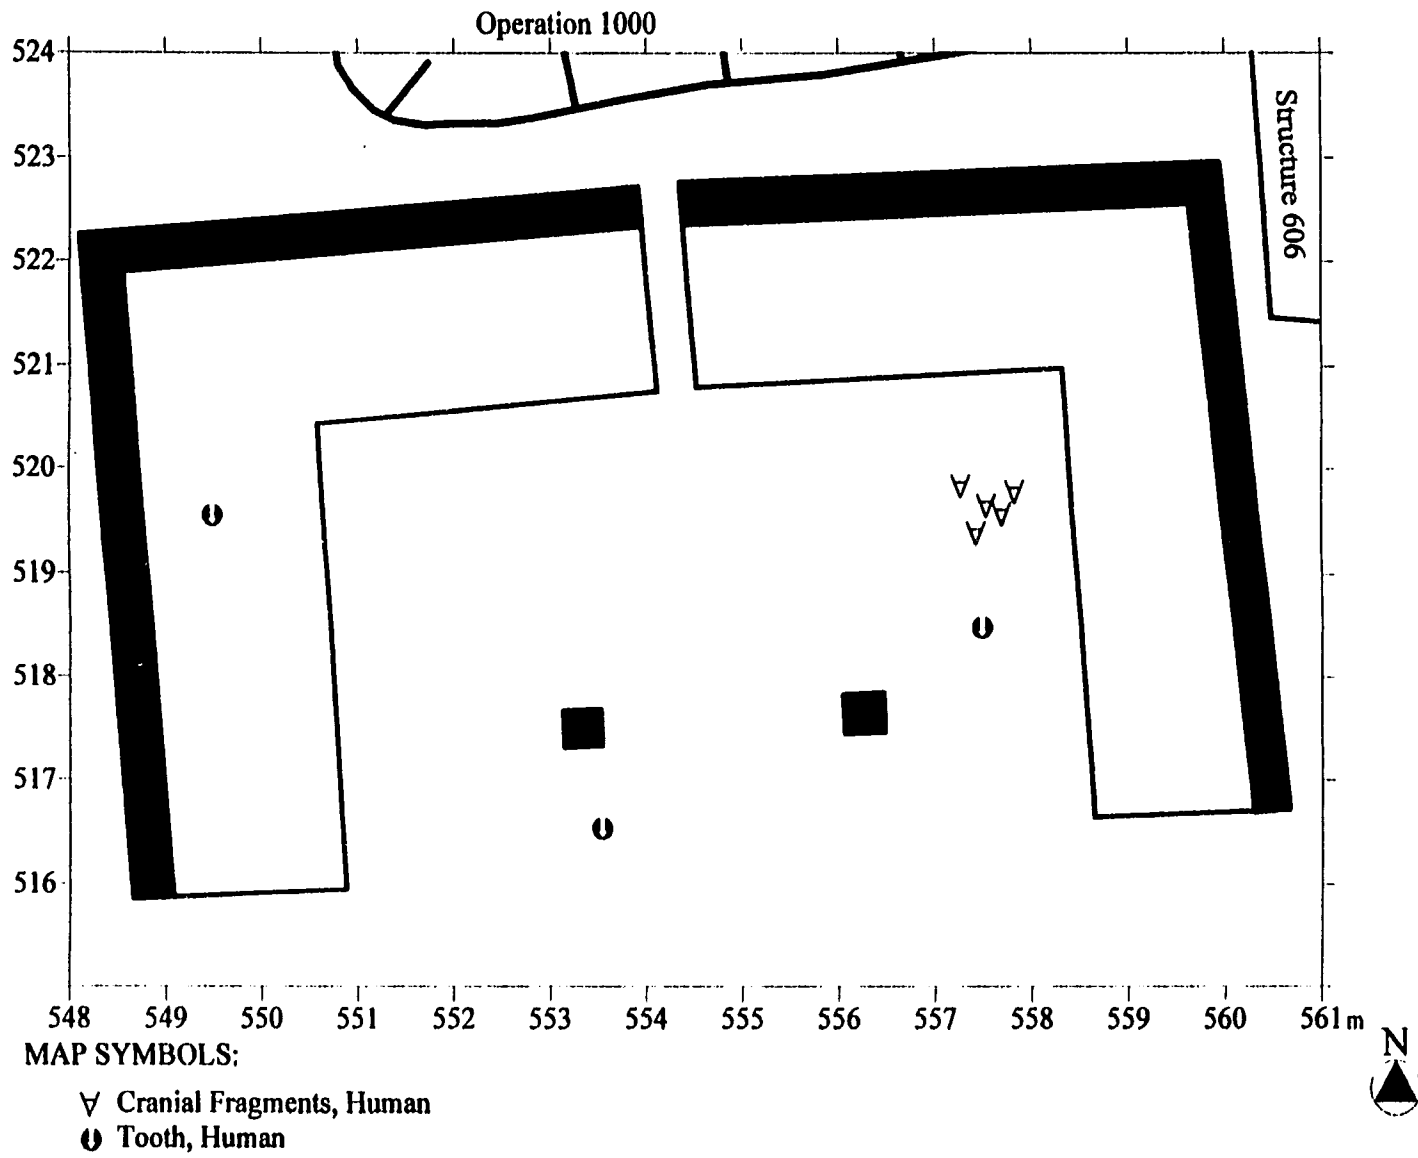 Operation 1000
524
523
522
521
520
519
518
517
516
Structure 606
548 549 550 551 552 553 554 555 556 557 558 559 560 561 m
N
MAP SYMBOLS:
Cranial Fragments, Human
Tooth, Human